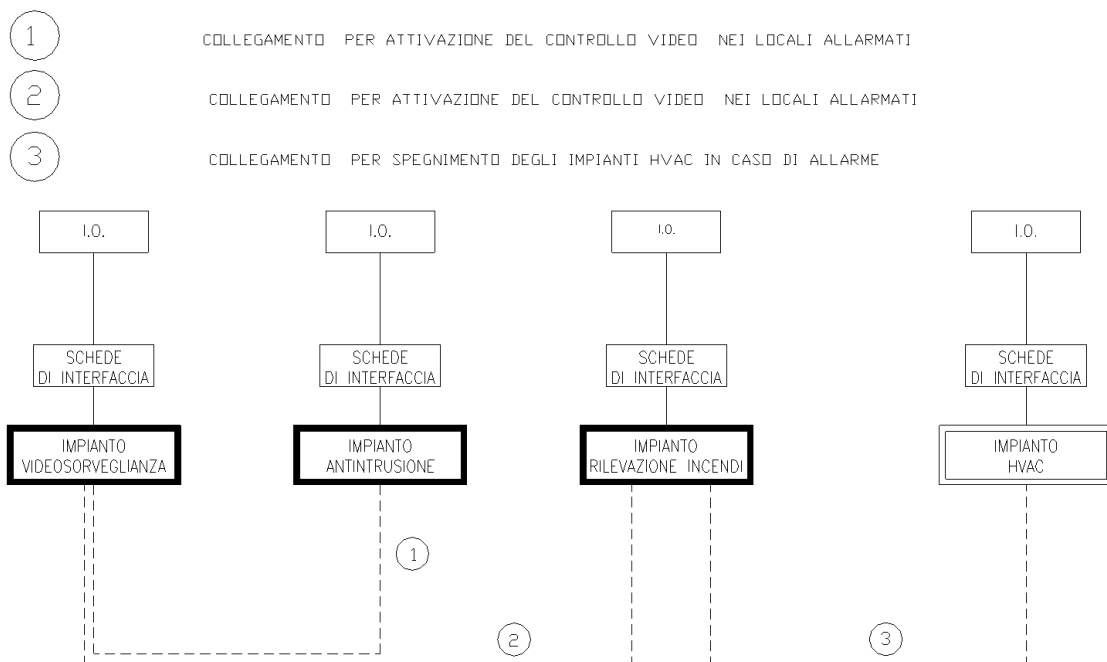 1 COLLEGAMENTO PER ATTIVAZIONE DEL CONTROLLO VIDEO NEI LOCALI ALLARMATI
2 COLLEGAMENTO PER ATTIVAZIONE DEL CONTROLLO VIDEO NEI LOCALI ALLARMATI
3 COLLEGAMENTO PER SPEGNIMENTO DEGLI IMPIANTI HVAC IN CASO DI ALLARME
I.O.
I.O.
I.O.
I.O.
SCHEDE
DI INTERFACCIA
SCHEDE
DI INTERFACCIA
SCHEDE
DI INTERFACCIA
SCHEDE
DI INTERFACCIA
IMPIANTO
VIDEOSORVEGLIANZA
IMPIANTO
ANTINTRUSIONE
IMPIANTO
RILEVAZIONE INCENDI
IMPIANTO
HVAC
1
2
3